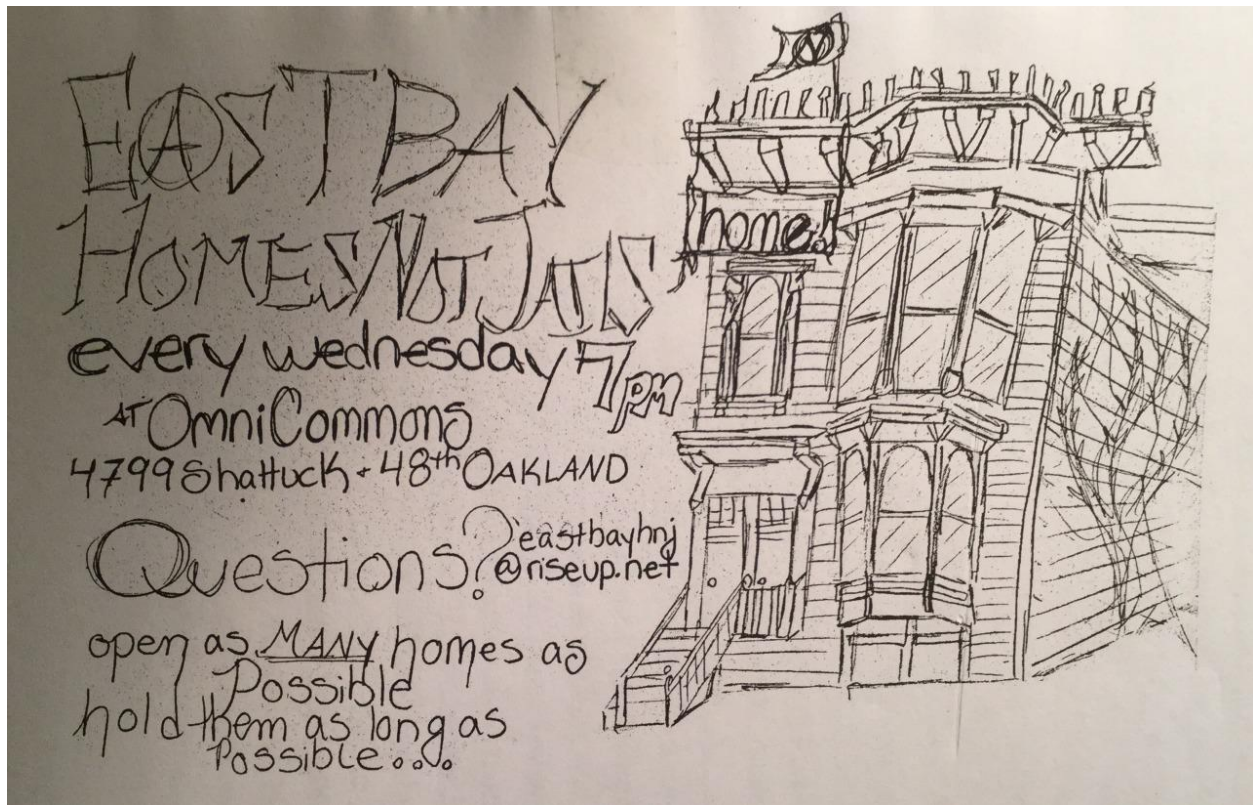 EAST BAY
HOMES NOT JAILS
every wednesday 7pm
AT OmniCommons
4799 Shattuck + 48th OAKLAND
Questions? eastbayhnj
@riseup.net
open as MANY homes as
Possible
hold them as long as
Possible...
home!